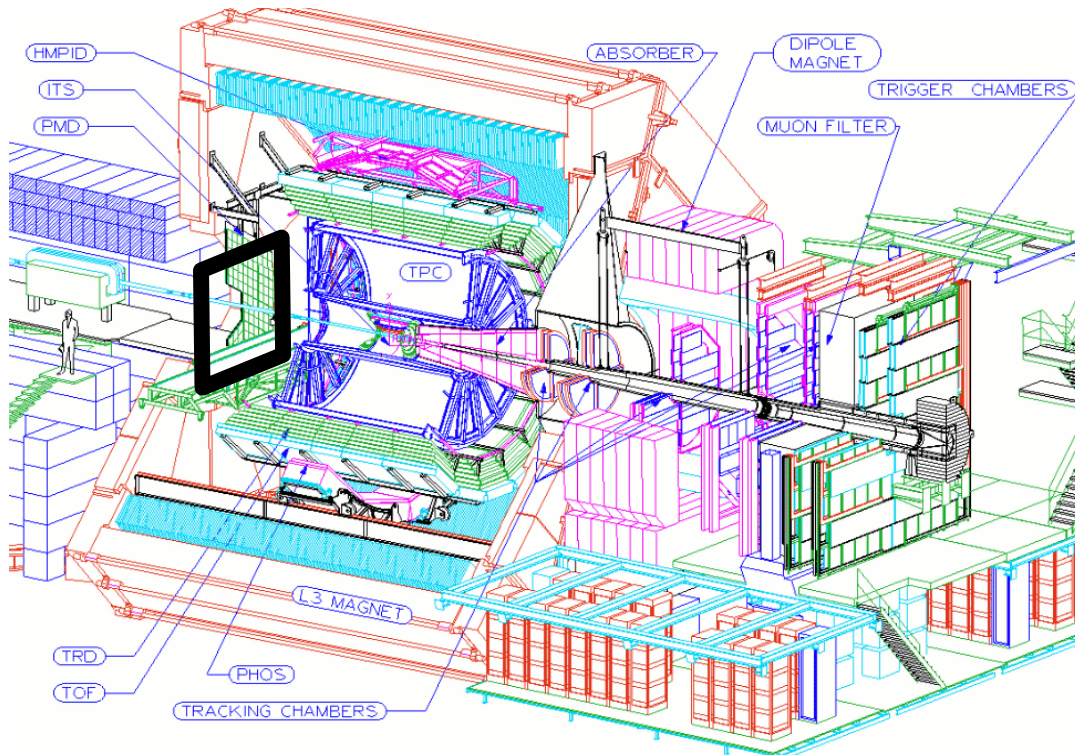 HMPID
ITS
PMD
ABSORBER
DIPOLE
MAGNET
TRIGGER CHAMBERS
MUON FILTER
TPC
L3 MAGNET
TRD
TOF
PHOS
TRACKING CHAMBERS